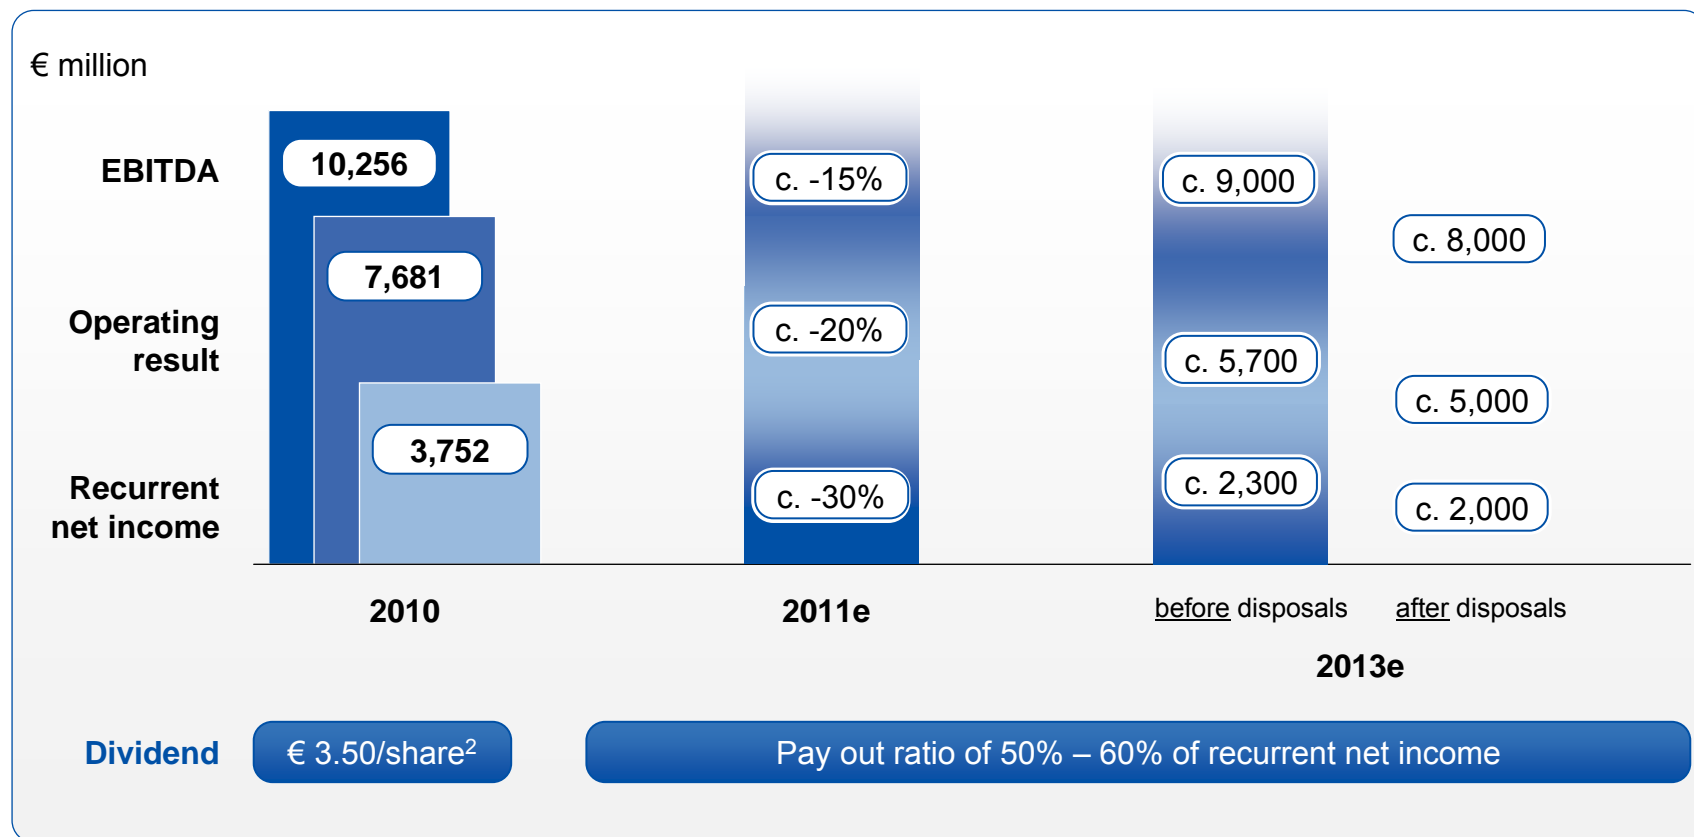 € million
EBITDA
10,256
c. -15%
c. 9,000
c. 8,000
7,681
Operating
result
c. -20%
c. 5,700
c. 5,000
3,752
Recurrent
net income
c. -30%
c. 2,300
c. 2,000
2010
2011e
before disposals
after disposals
2013e
Dividend
€ 3.50/share²
Pay out ratio of 50% – 60% of recurrent net income